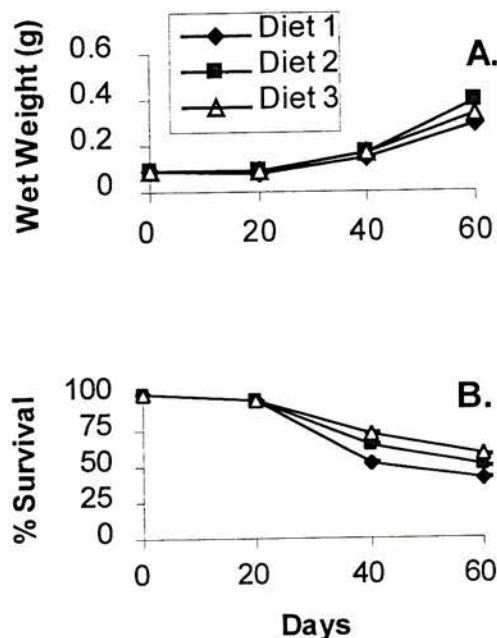 Wet Weight (g)
0.6
0.4
0.2
0
Diet 1
Diet 2
Diet 3
A.
0 20 40 60
% Survival
100
75
50
25
0
B.
0 20 40 60
Days